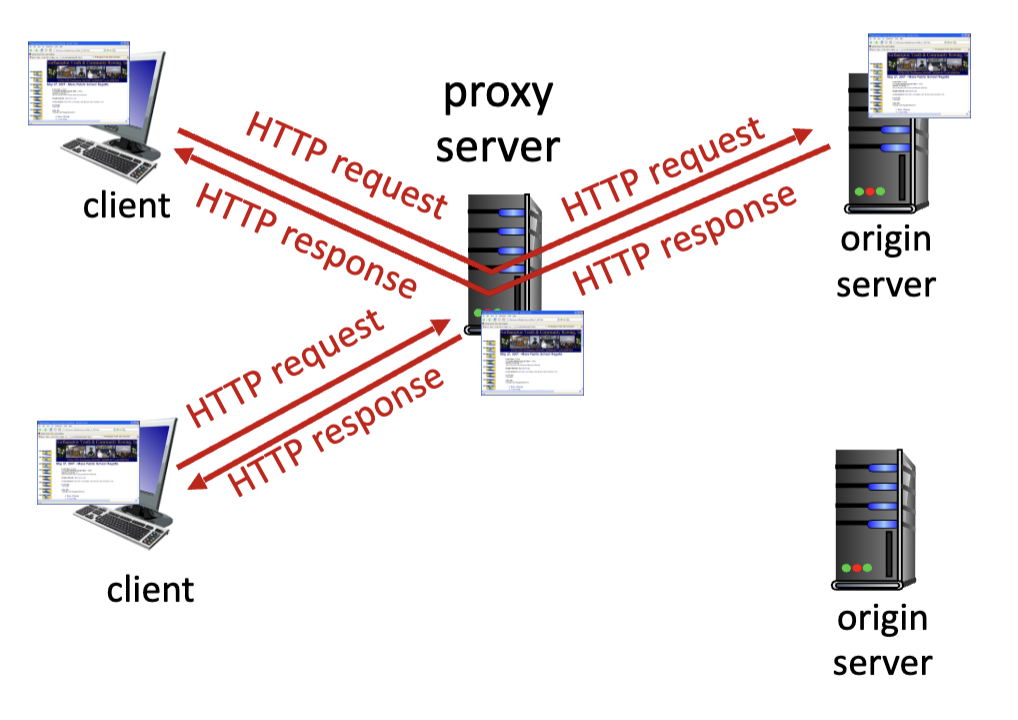 proxy
server
HTTP request
HTTP response
client
HTTP request
HTTP response
origin
server
HTTP request
HTTP response
client
origin
server